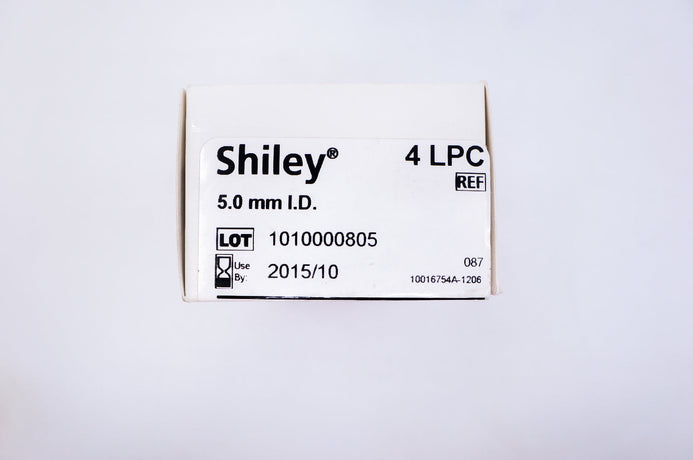 Shiley® 4 LPC
REF
5.0 mm I.D.
LOT 1010000805
087
Use By: 2015/10
10016754A-1206